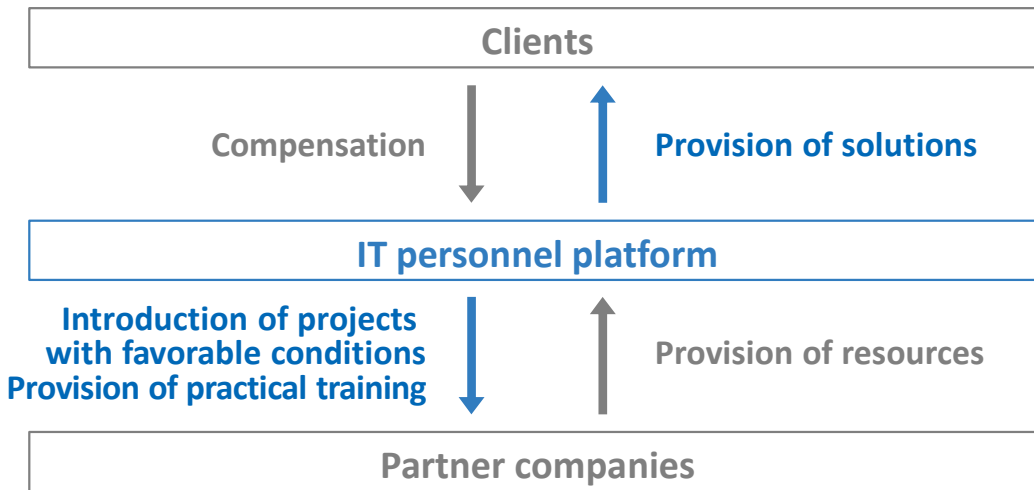 Clients
Compensation
Provision of solutions
IT personnel platform
Introduction of projects
with favorable conditions
Provision of practical training
Provision of resources
Partner companies